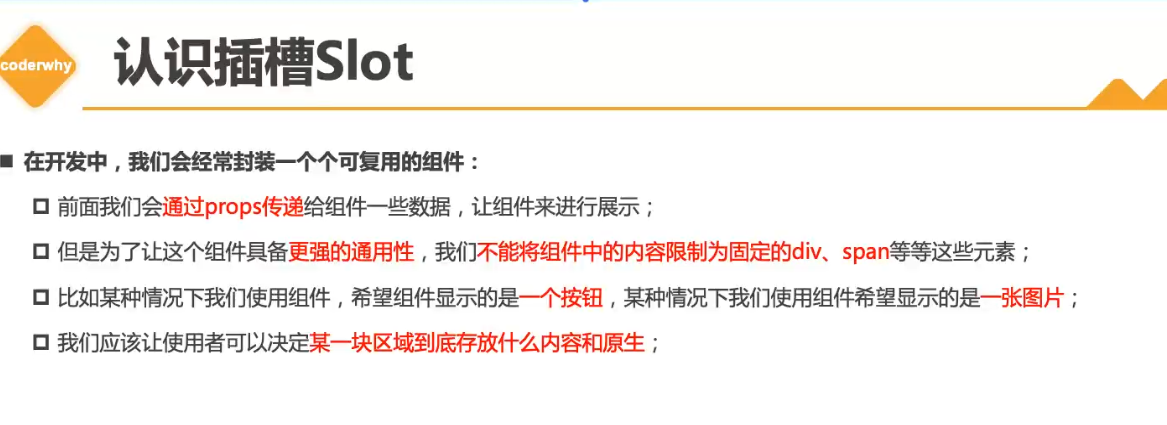 coderwhy
认识插槽Slot
在开发中，我们会经常封装一个个可复用的组件：
前面我们会通过props传递给组件一些数据，让组件来进行展示；
但是为了让这个组件具备更强的通用性，我们不能将组件中的内容限制为固定的div、span等等这些元素；
比如某种情况下我们使用组件，希望组件显示的是一个按钮，某种情况下我们使用组件希望显示的是一张图片；
我们应该让使用者可以决定某一块区域到底存放什么内容和原生；